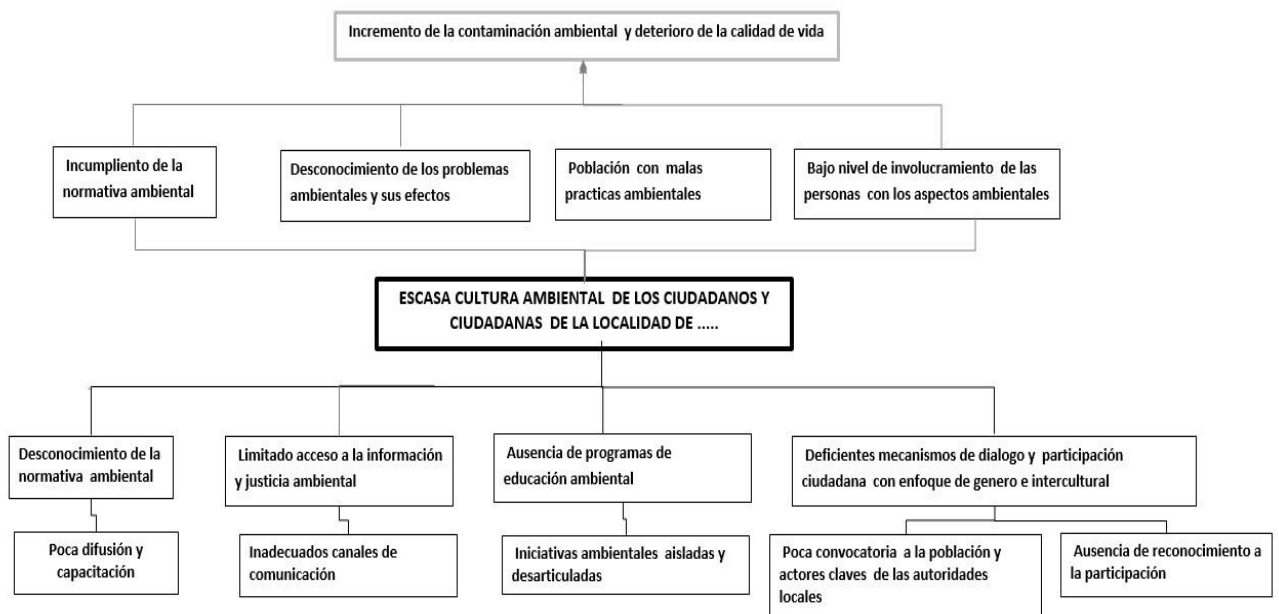 Incremento de la contaminación ambiental y deterioro de la calidad de vida
Incumpliento de la
normativa ambiental
Desconocimiento de los problemas
ambientales y sus efectos
Población con malas
practicas ambientales
Bajo nivel de involucramiento de las
personas con los aspectos ambientales
ESCASA CULTURA AMBIENTAL DE LOS CIUDADANOS Y
CIUDADANAS DE LA LOCALIDAD DE .....
Desconocimiento de la
normativa ambiental
Limitado acceso a la información
y justicia ambiental
Ausencia de programas de
educación ambiental
Deficientes mecanismos de dialogo y participación
ciudadana con enfoque de genero e intercultural
Poca difusión y
capacitación
Inadecuados canales de
comunicación
Iniciativas ambientales aisladas y
desarticuladas
Poca convocatoria a la población y
actores claves de las autoridades
locales
Ausencia de reconocimiento a
la participación